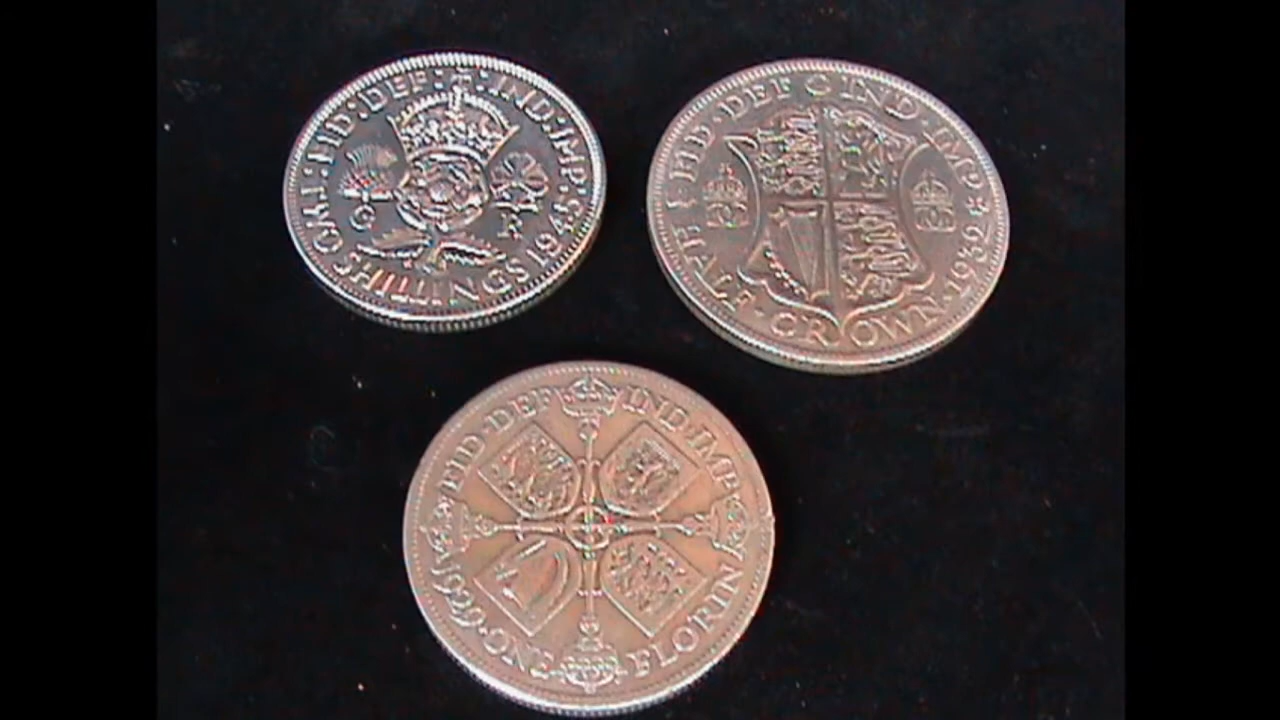 FID:DEF:IND:IMP:
G R
TWO SHILLINGS 1945
FID·DEF IND·IMP
HALF·CROWN·1932
FID·DEF IND·IMP
1929·ONE FLORIN